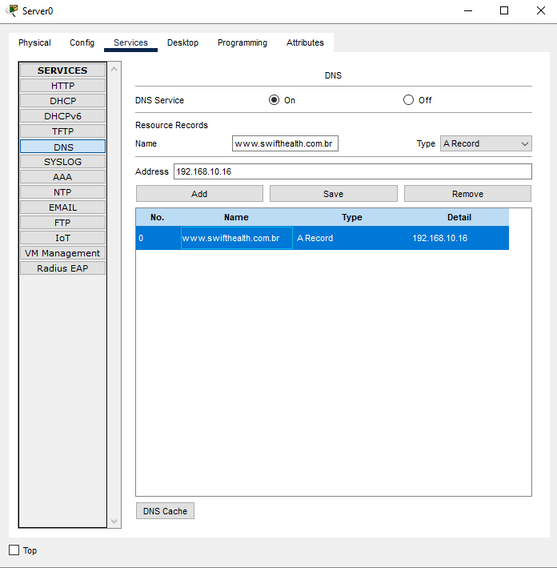 Server0
Physical Config Services Desktop Programming Attributes
SERVICES
HTTP
DHCP
DHCPv6
TFTP
DNS
SYSLOG
AAA
NTP
EMAIL
FTP
IoT
VM Management
Radius EAP
DNS
DNS Service On Off
Resource Records
Name www.swifthealth.com.br Type A Record
Address 192.168.10.16
Add Save Remove
No. Name Type Detail
0 www.swifthealth.com.br A Record 192.168.10.16
DNS Cache
Top